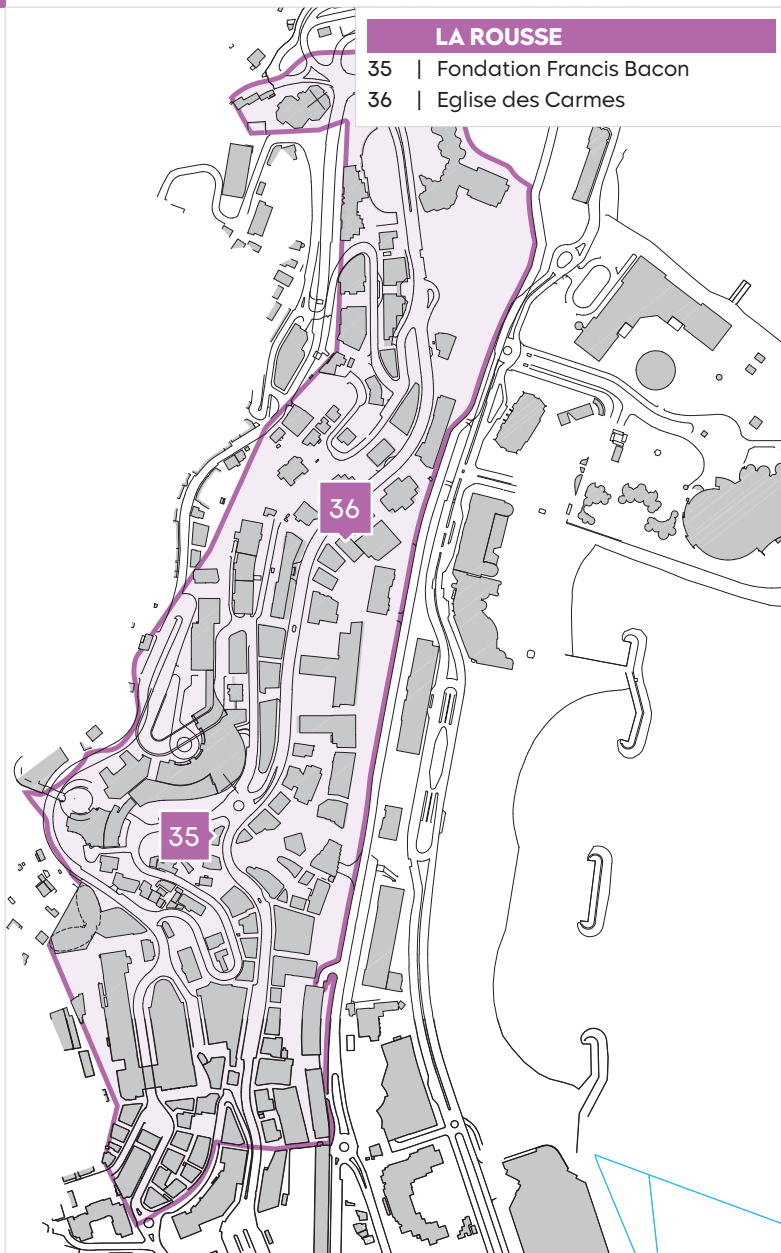 LA ROUSSE
35 | Fondation Francis Bacon
36 | Eglise des Carmes
36
35